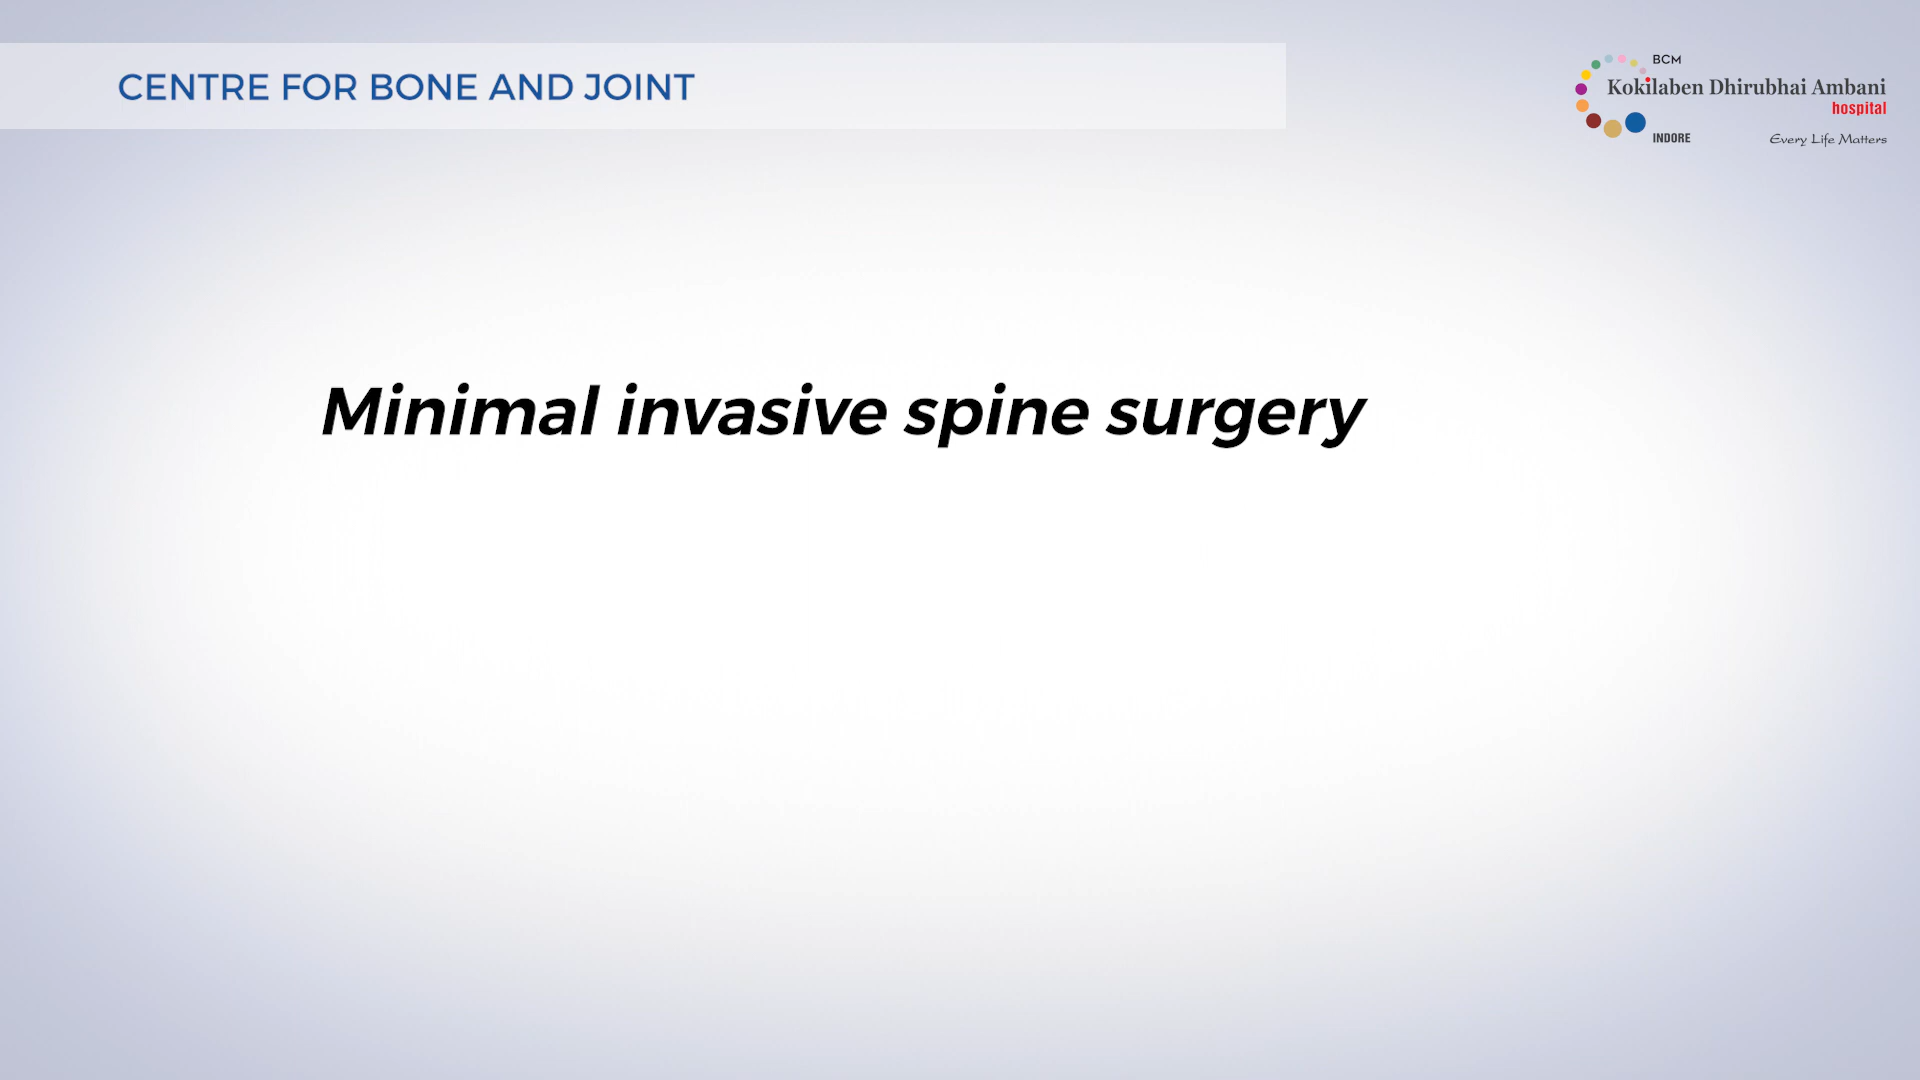 CENTRE FOR BONE AND JOINT
BCM
Kokilaben Dhirubhai Ambani
hospital
INDORE
Every Life Matters
Minimal invasive spine surgery